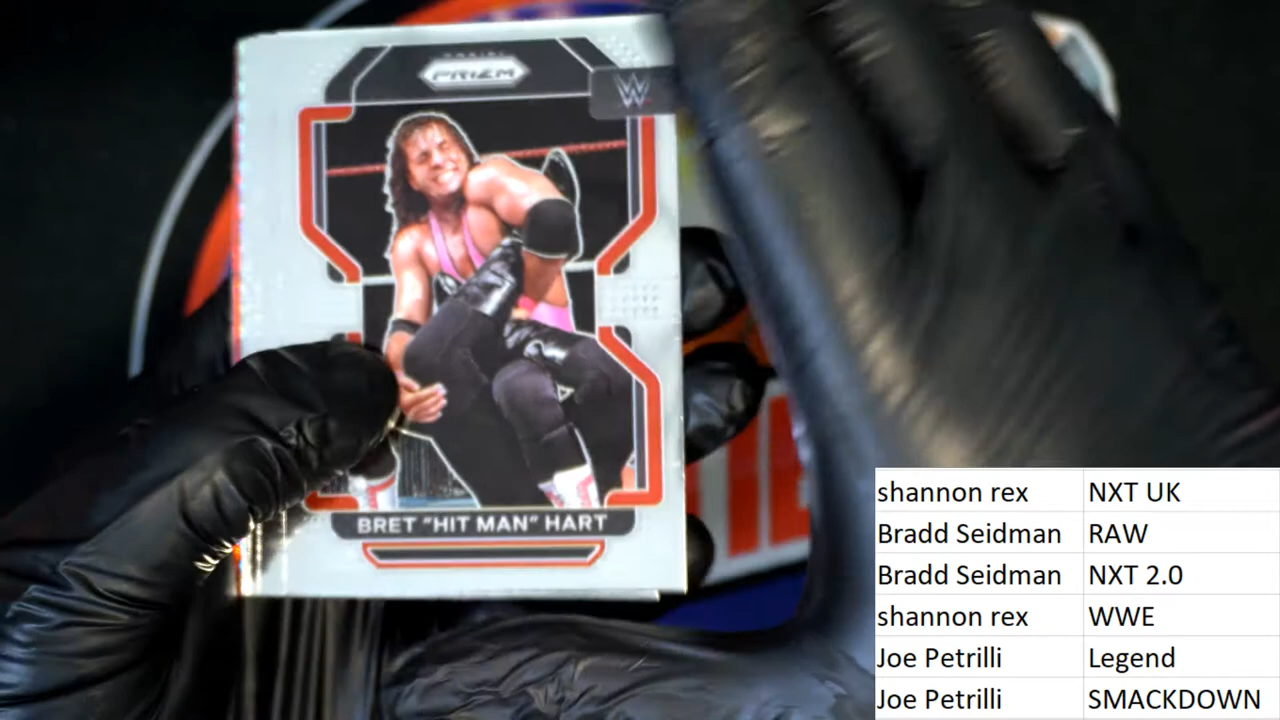 PANINI
PRIZM
W
BRET "HIT MAN" HART
shannon rex NXT UK
Bradd Seidman RAW
Bradd Seidman NXT 2.0
shannon rex WWE
Joe Petrilli Legend
Joe Petrilli SMACKDOWN